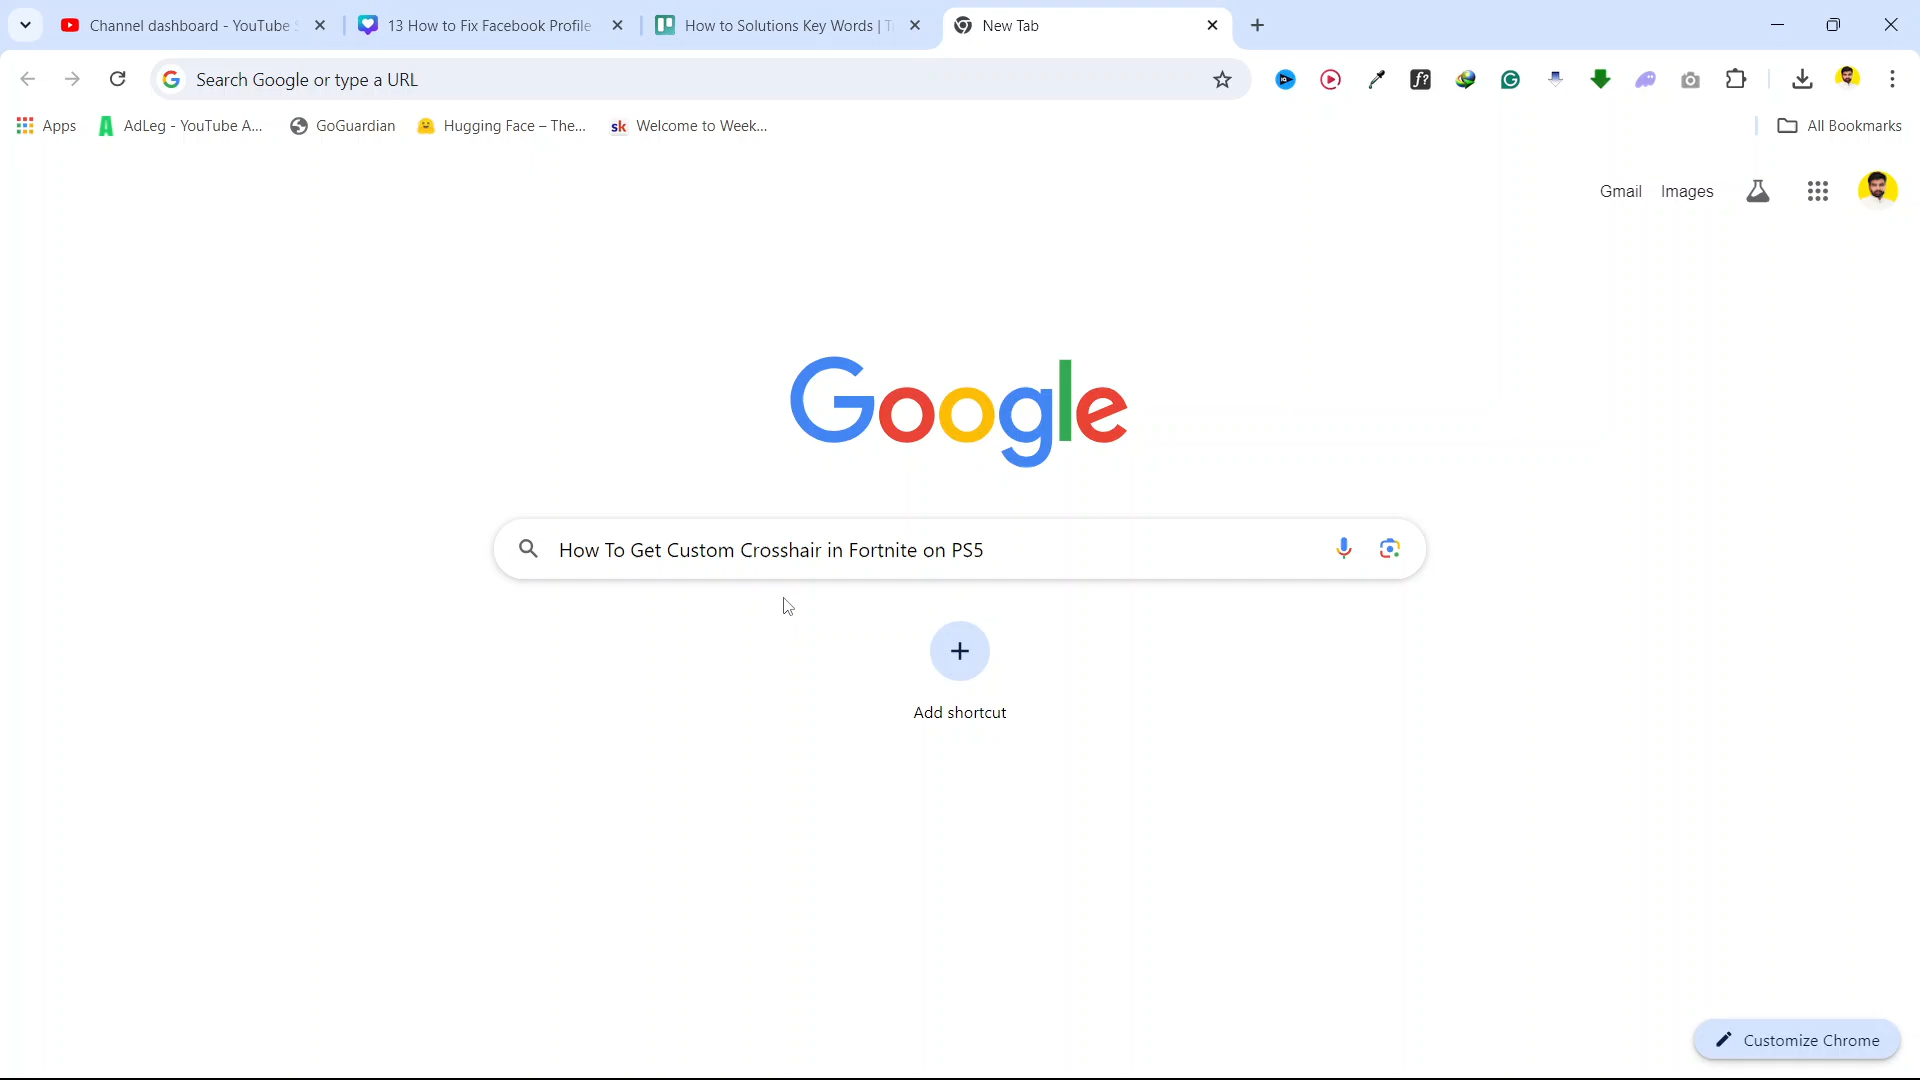 Channel dashboard - YouTube S
13 How to Fix Facebook Profile
How to Solutions Key Words | T
New Tab
Search Google or type a URL
Apps
AdLeg - YouTube A...
GoGuardian
Hugging Face – The...
sk
Welcome to Week...
All Bookmarks
Gmail
Images
Google
How To Get Custom Crosshair in Fortnite on PS5
Add shortcut
Customize Chrome